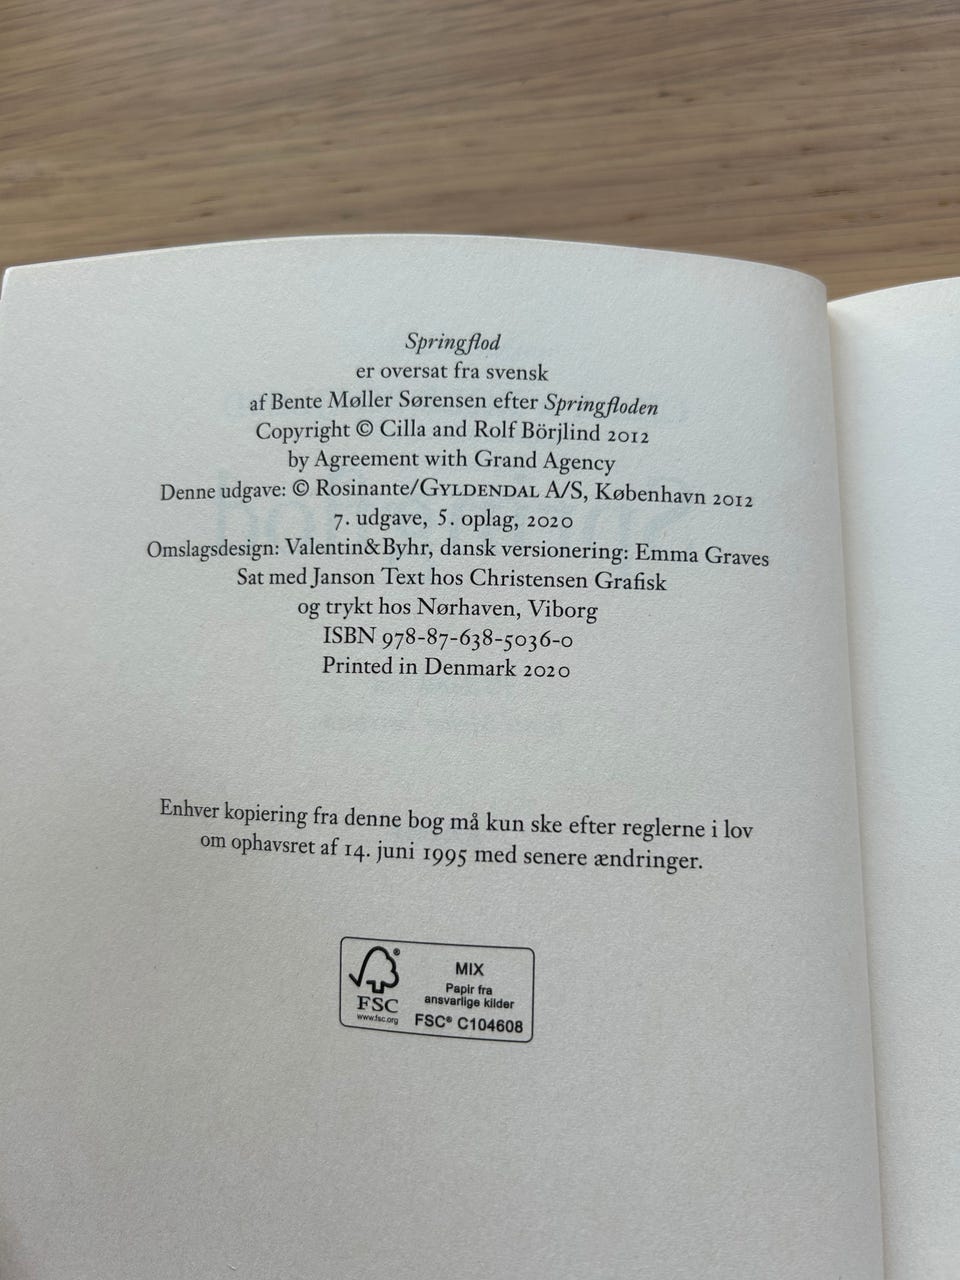 Springflod
er oversat fra svensk
af Bente Møller Sørensen efter Springfloden
Copyright © Cilla and Rolf Börjlind 2012
by Agreement with Grand Agency
Denne udgave: © Rosinante/GYLDENDAL A/S, København 2012
7. udgave, 5. oplag, 2020
Omslagsdesign: Valentin&Byhr, dansk versionering: Emma Graves
Sat med Janson Text hos Christensen Grafisk
og trykt hos Nørhaven, Viborg
ISBN 978-87-638-5036-0
Printed in Denmark 2020
Enhver kopiering fra denne bog må kun ske efter reglerne i lov
om ophavsret af 14. juni 1995 med senere ændringer.
FSC®
www.fsc.org
MIX
Papir fra
ansvarlige kilder
FSC® C104608